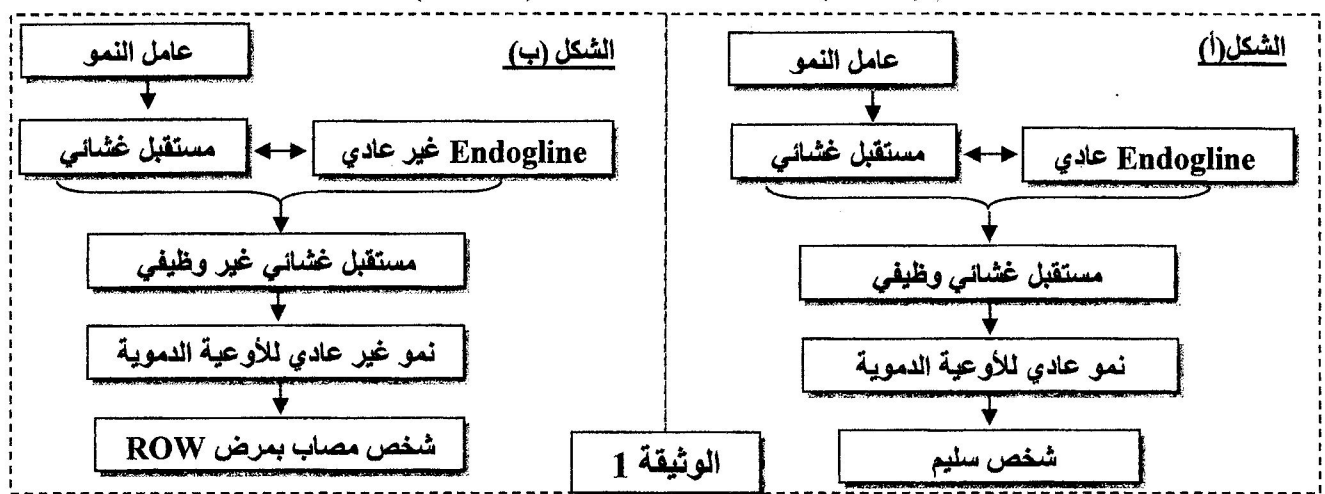 الشكل(أ)
عامل النمو
مستقبل غشائي
Endogline عادي
مستقبل غشائي وظيفي
نمو عادي للأوعية الدموية
شخص سليم
الشكل (ب)
عامل النمو
مستقبل غشائي
Endogline غير عادي
مستقبل غشائي غير وظيفي
نمو غير عادي للأوعية الدموية
شخص مصاب بمرض ROW
الوثيقة 1